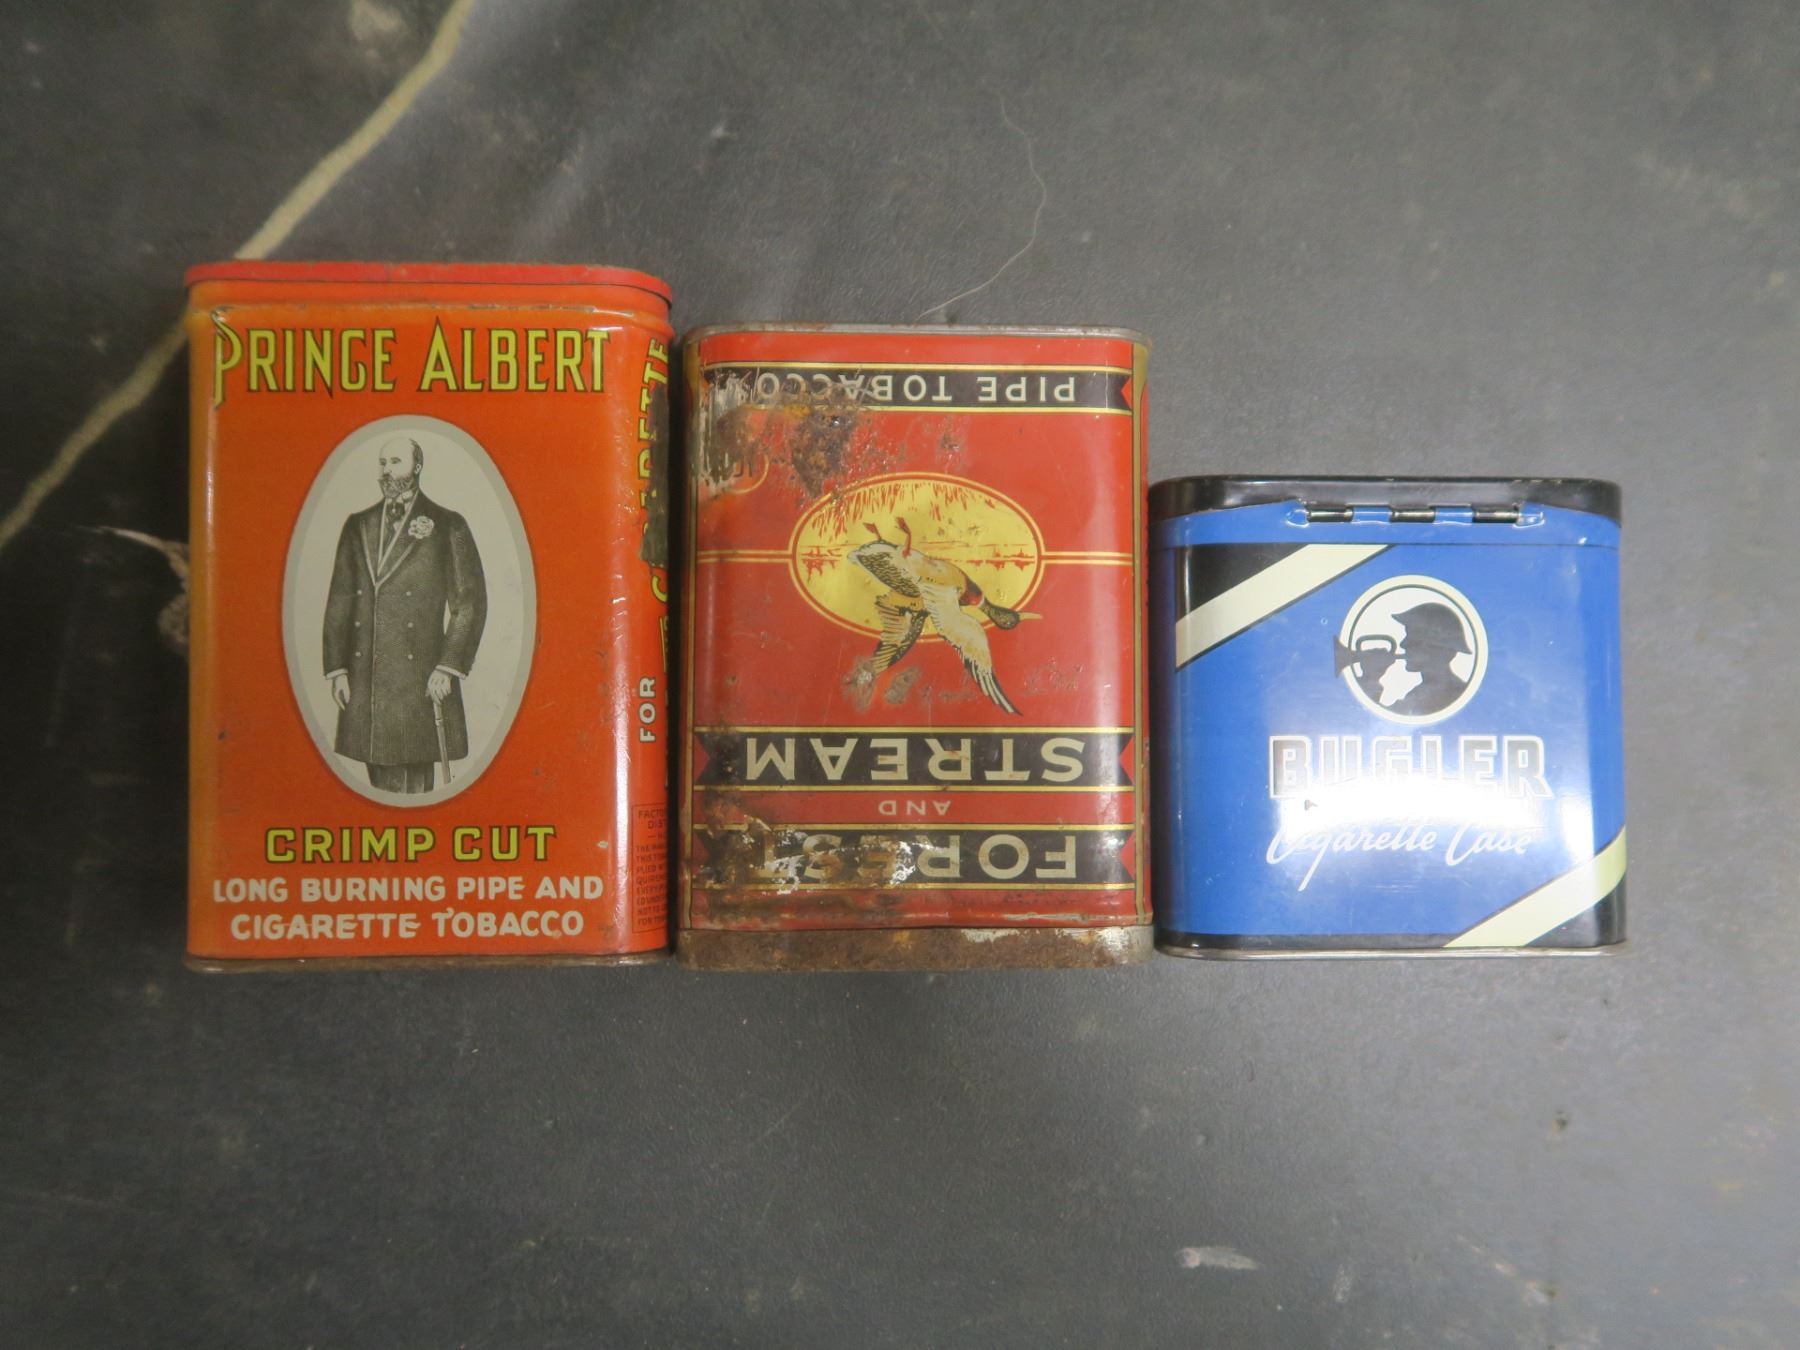 PRINCE ALBERT
CRIMP CUT
LONG BURNING PIPE AND
CIGARETTE TOBACCO
FOR
CIGARETTE
FOREST
AND
STREAM
PIPE TOBACCO
BUGLER
Cigarette Case